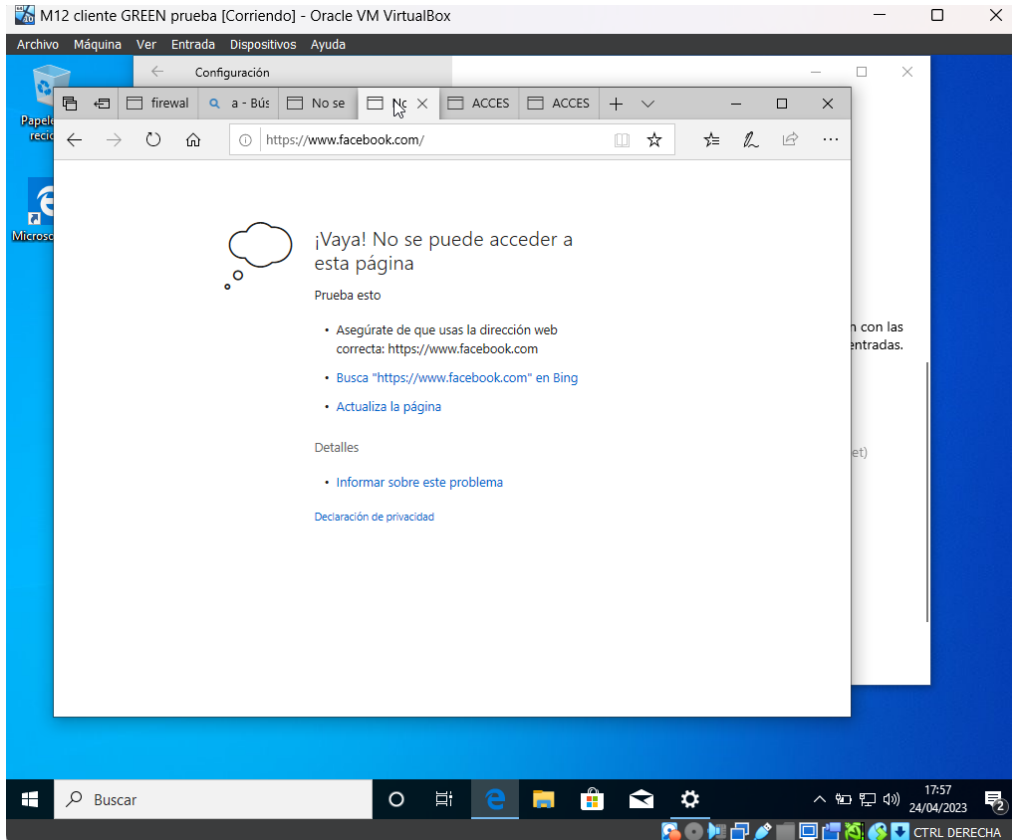 M12 cliente GREEN prueba [Corriendo] - Oracle VM VirtualBox
Archivo Máquina Ver Entrada Dispositivos Ayuda
Configuración
firewal
a - Bús
No se
ACCES
ACCES
https://www.facebook.com/
¡Vaya! No se puede acceder a
esta página
Prueba esto
• Asegúrate de que usas la dirección web
correcta: https://www.facebook.com
• Busca "https://www.facebook.com" en Bing
• Actualiza la página
Detalles
• Informar sobre este problema
Declaración de privacidad
Papele
recic
Microso
n con las
entradas.
et)
Buscar
17:57
24/04/2023
2
CTRL DERECHA